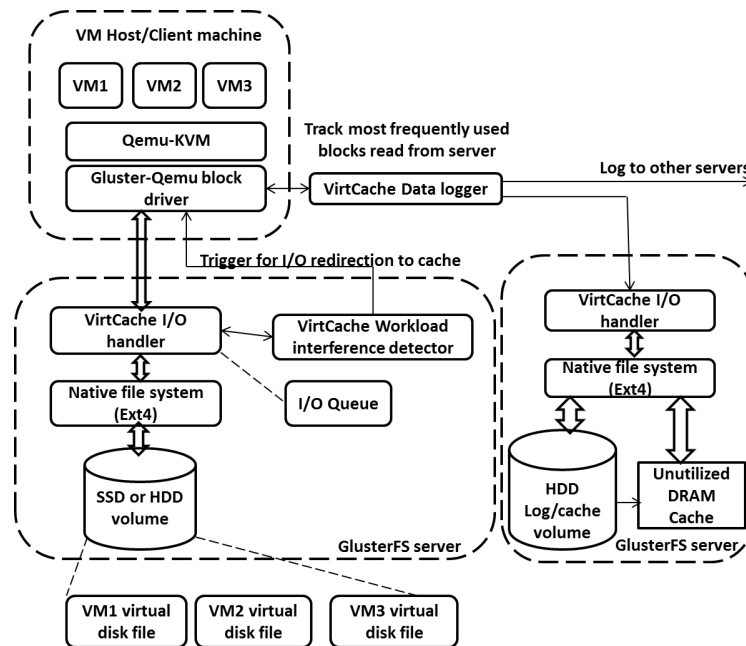 VM Host/Client machine
VM1
VM2
VM3
Qemu-KVM
Gluster-Qemu block
driver
Track most frequently used
blocks read from server
VirtCache Data logger
Log to other servers
Trigger for I/O redirection to cache
VirtCache I/O
handler
VirtCache Workload
interference detector
Native file system
(Ext4)
I/O Queue
SSD or HDD
volume
GlusterFS server
VM1 virtual
disk file
VM2 virtual
disk file
VM3 virtual
disk file
VirtCache I/O
handler
Native file system
(Ext4)
HDD
Log/cache
volume
Unutilized
DRAM
Cache
GlusterFS server